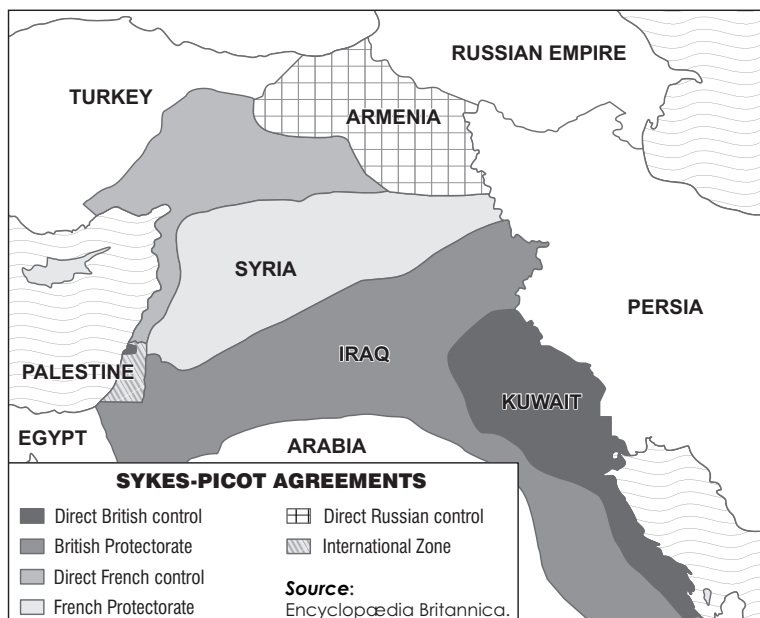 RUSSIAN EMPIRE
TURKEY
ARMENIA
SYRIA
PERSIA
IRAQ
PALESTINE
KUWAIT
EGYPT
ARABIA
SYKES-PICOT AGREEMENTS
Direct British control
British Protectorate
Direct French control
French Protectorate
Direct Russian control
International Zone
Source:
Encyclopædia Britannica.